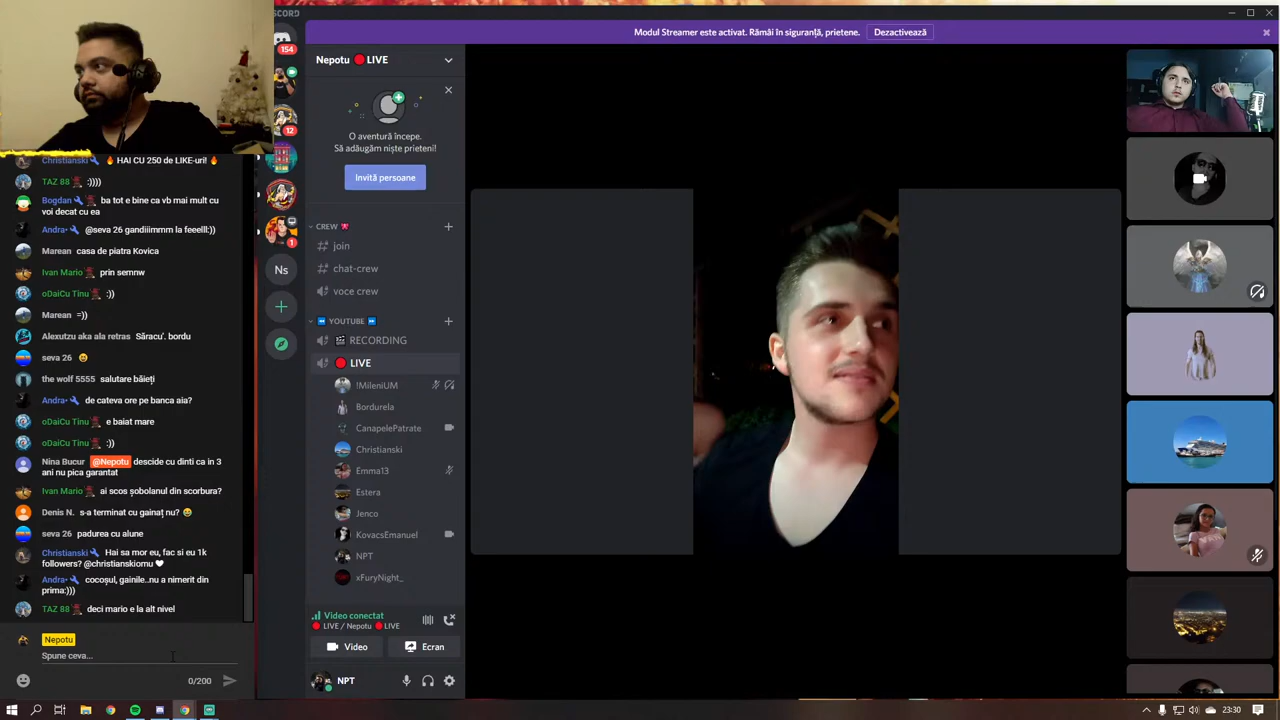 SCORD
Modul Streamer este activat. Rămâi în siguranță, prietene.
Dezactivează
154
12
1
Ns
Nepotu 🔴LIVE
O aventură începe.
Să adăugăm niște prieteni!
Invită persoane
CREW
join
chat-crew
voce crew
YOUTUBE
RECORDING
LIVE
!MileniUM
Bordurela
CanapelePatrate
Christianski
Emma13
Estera
Jenco
KovacsEmanuel
NPT
xFuryNight_
Video conectat
🔴 LIVE / Nepotu 🔴 LIVE
Video
Ecran
NPT
Christianski 🔥 HAI CU 250 de LIKE-uri! 🔥
TAZ 88 :))))
Bogdan ba tot e bine ca vb mai mult cu
voi decat cu ea
Andra• @seva 26 gandiiimmm la feeelll:))
Marean casa de piatra Kovica
Ivan Mario prin semnw
oDaiCu Tinu :))
Marean =))
Alexutzu aka ala retras Săracu'. bordu
seva 26 😀
the wolf 5555 salutare băieți
Andra• de cateva ore pe banca aia?
oDaiCu Tinu e baiat mare
oDaiCu Tinu :))
Nina Bucur @Nepotu descide cu dinti ca in 3
ani nu pica garantat
Ivan Mario ai scos șobolanul din scorbura?
Denis N. s-a terminat cu gainaț nu? 😅
seva 26 padurea cu alune
Christianski Hai sa mor eu, fac si eu 1k
followers? @christianskiomu 🤍
Andra• cocoșul, gainile..nu a nimerit din
prima:)))
TAZ 88 deci mario e la alt nivel
Nepotu
Spune ceva...
0/200
23:30